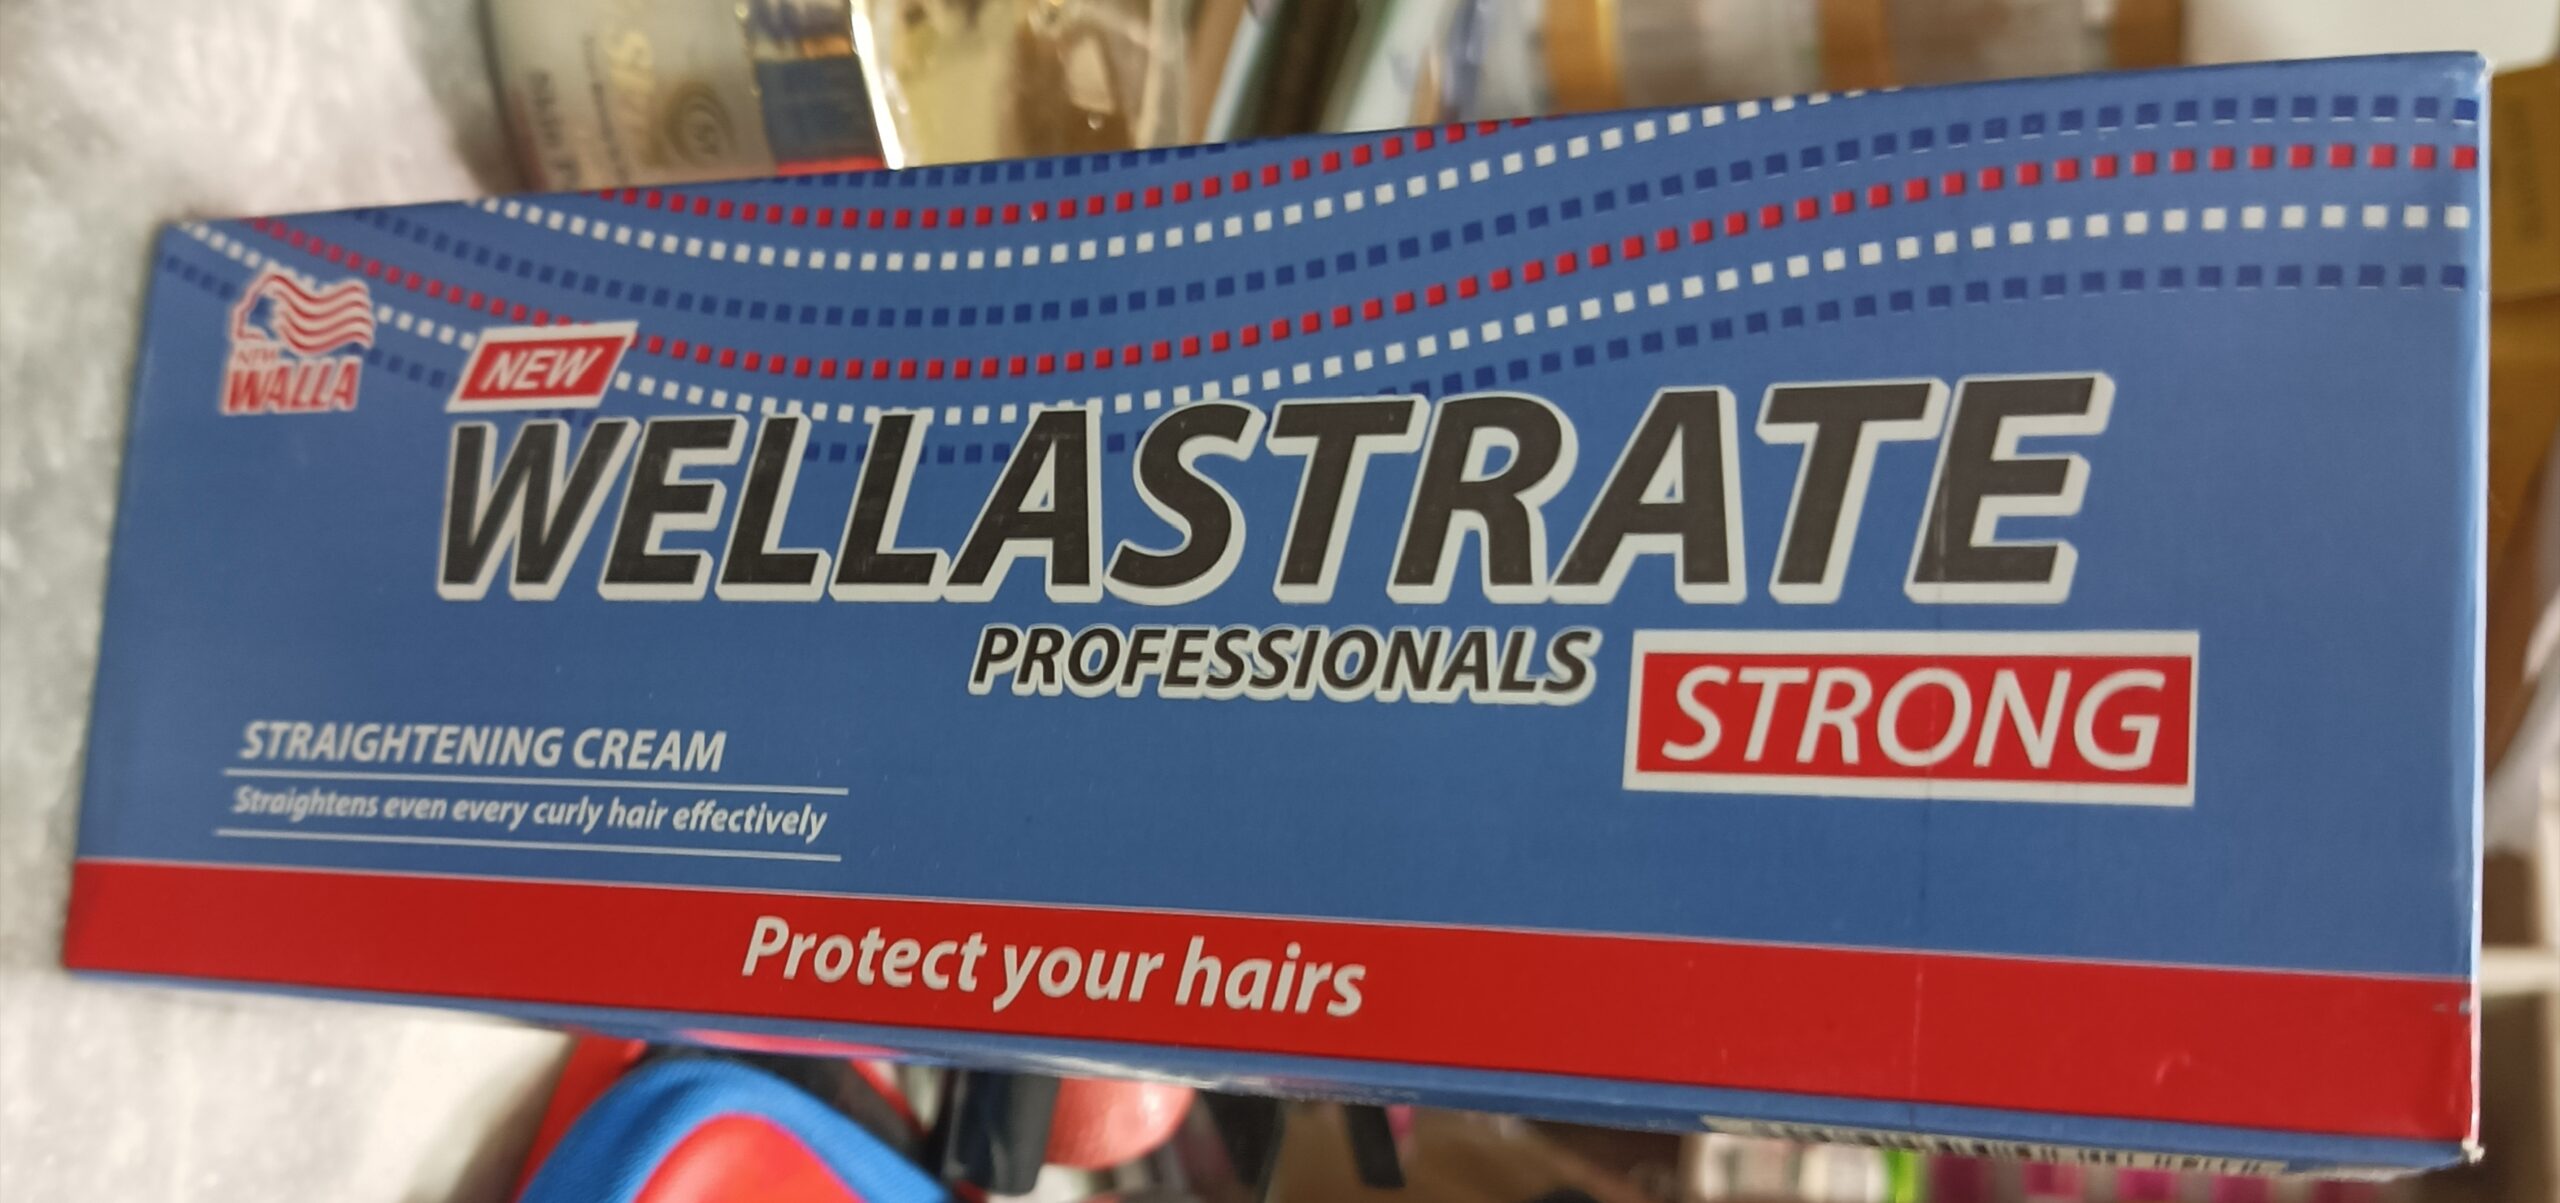 NEW
WALLA
NEW
WELLASTRATE
PROFESSIONALS
STRONG
STRAIGHTENING CREAM
Straightens even every curly hair effectively
Protect your hairs